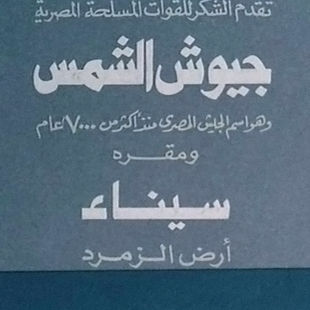 تقدم الشكر للقوات المسلحة المصرية
جيوش الشمس
وهو اسم الجيش المصرى منذ أكثر من ٧٠٠٠ عام
ومقره
سيناء
أرض الزمرد